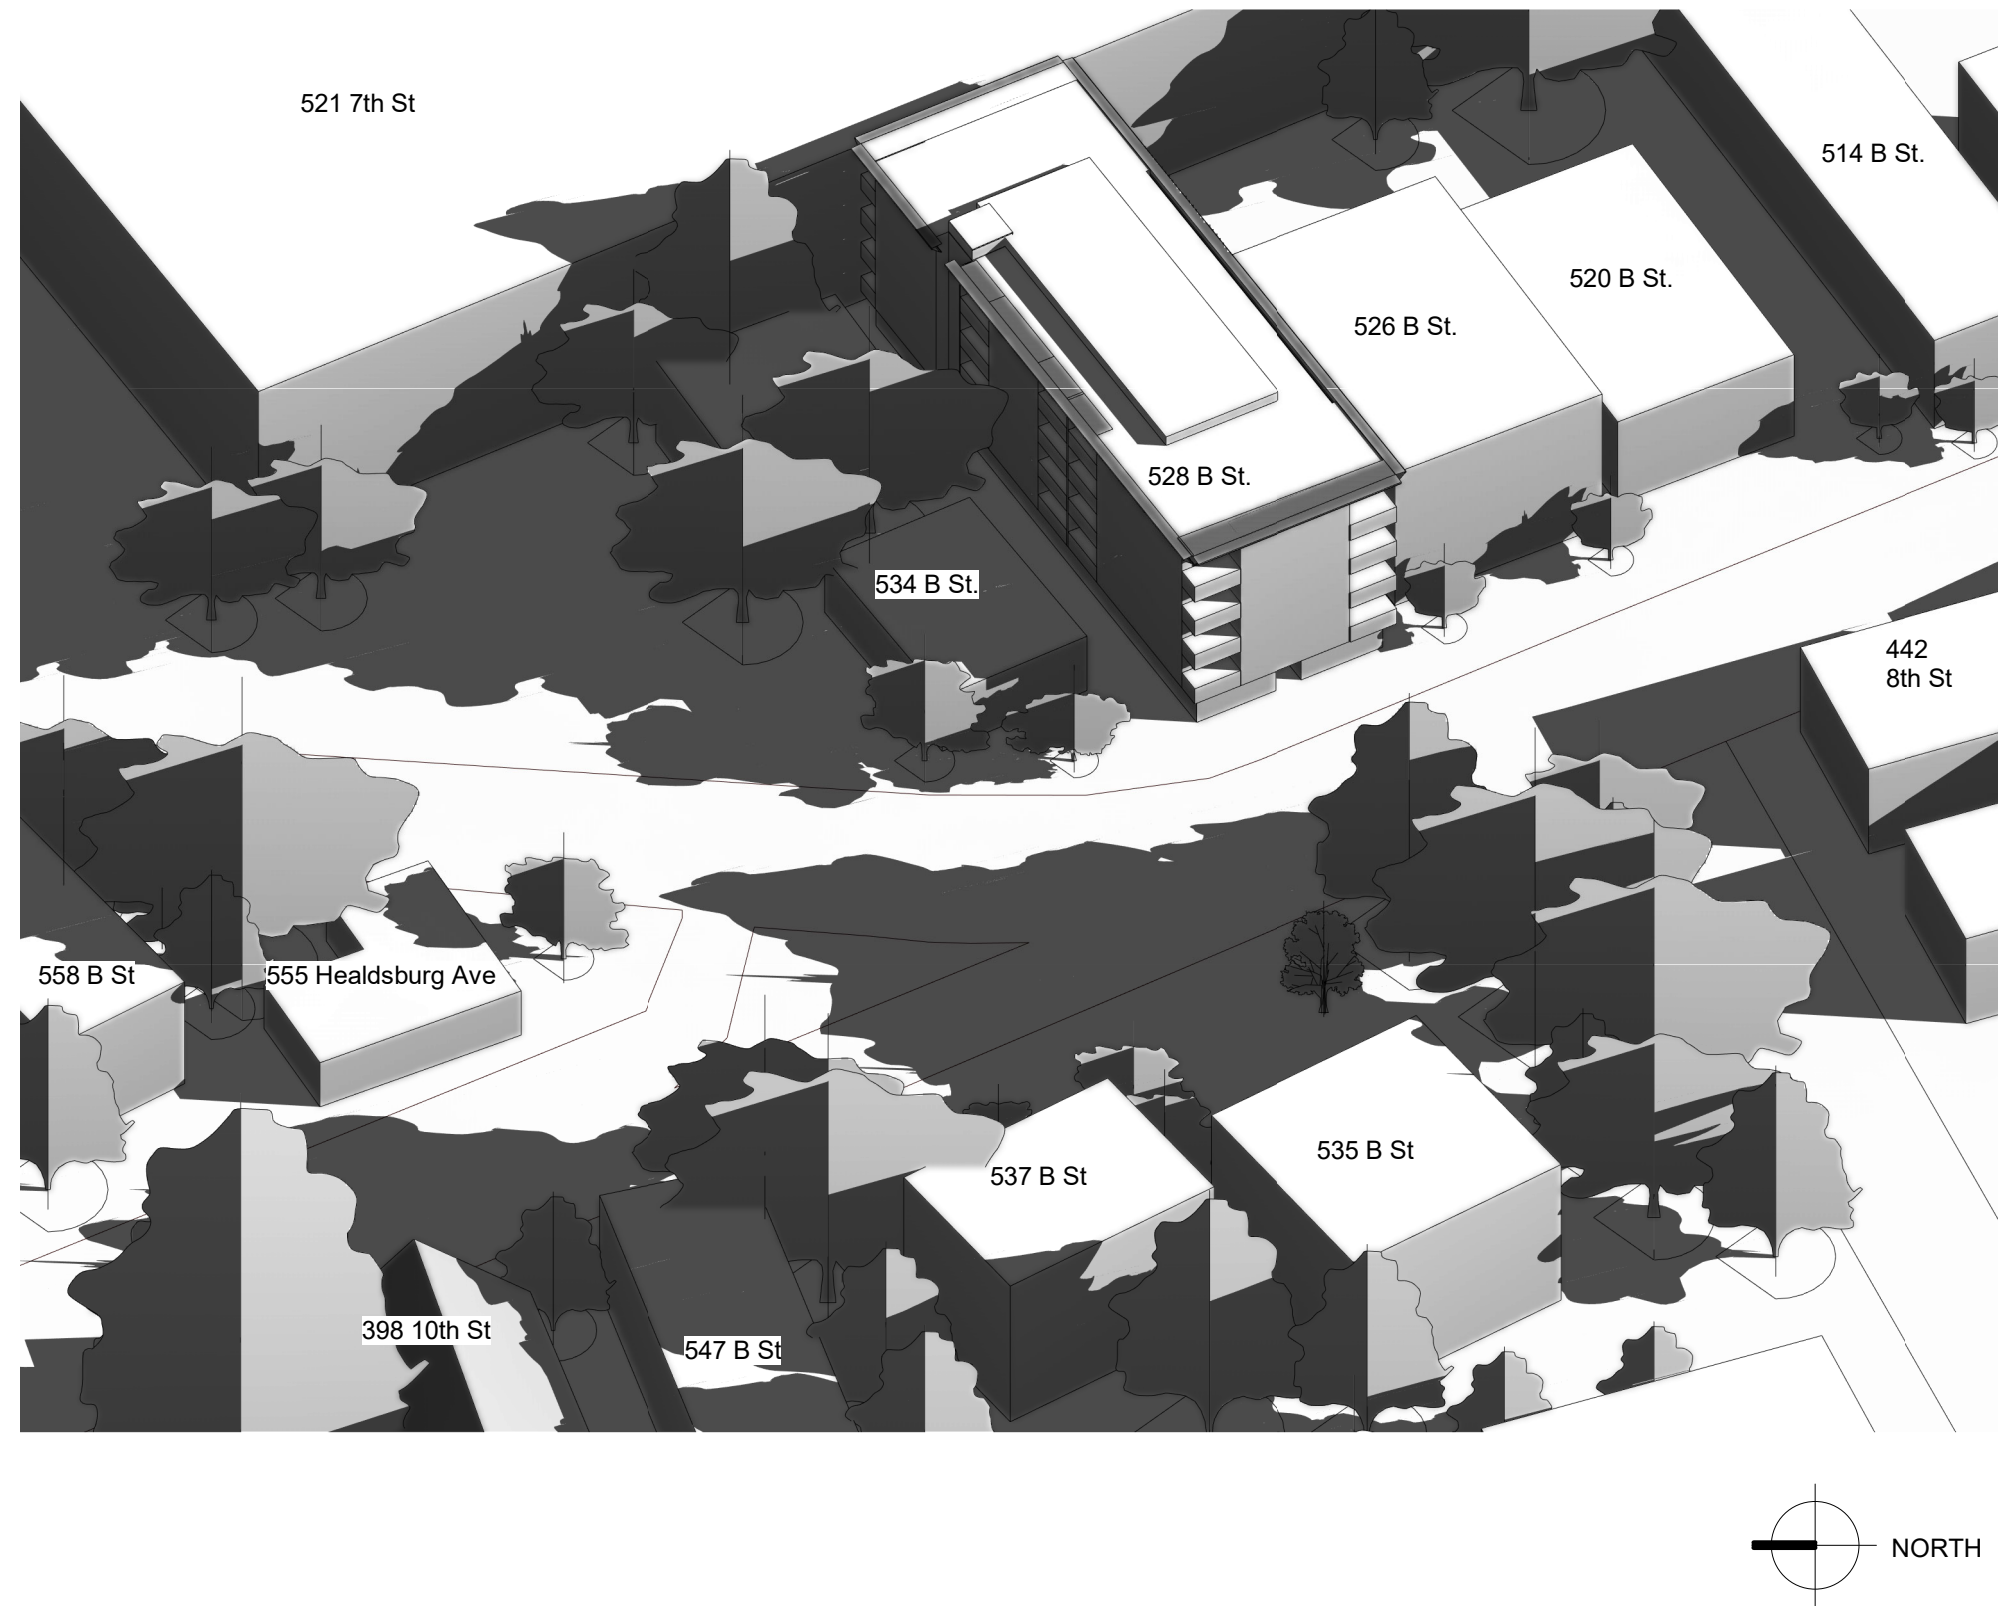 521 7th St
514 B St.
520 B St.
526 B St.
528 B St.
534 B St.
442
8th St
558 B St
555 Healdsburg Ave
535 B St
537 B St
398 10th St
547 B St
NORTH